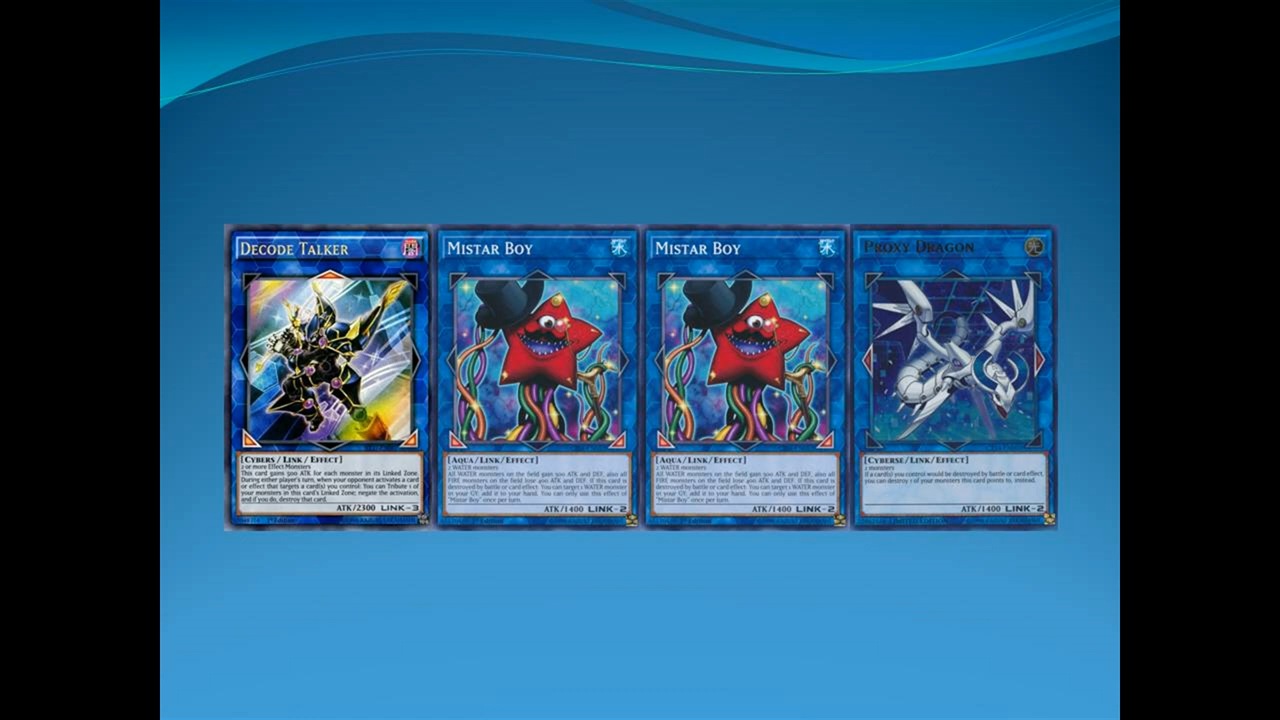 DECODE TALKER
[CYBERS / LINK / EFFECT]
2 or more Effect Monsters
This card gains 500 ATK for each monster in its Linked Zone.
During either player's turn, when your opponent activates a card
or effect that targets a card(s) you control: You can Tribute 1 of
your monsters in this card's Linked Zone; negate the activation,
and if you do, destroy that card.
ATK/2300 LINK-3
1st Edition
MISTAR BOY
[AQUA/LINK/EFFECT]
2 WATER monsters
All WATER monsters on the field gain 500 ATK and DEF, also all
FIRE monsters on the field lose 400 ATK and DEF. If this card is
destroyed by battle or card effect: You can target 1 WATER monster
in your GY; add it to your hand. You can only use this effect of
"Mistar Boy" once per turn.
ATK/1400 LINK-2
MISTAR BOY
[AQUA/LINK/EFFECT]
2 WATER monsters
All WATER monsters on the field gain 500 ATK and DEF, also all
FIRE monsters on the field lose 400 ATK and DEF. If this card is
destroyed by battle or card effect: You can target 1 WATER monster
in your GY; add it to your hand. You can only use this effect of
"Mistar Boy" once per turn.
ATK/1400 LINK-2
PROXY DRAGON
[CYBERSE/LINK/EFFECT]
2 monsters
If a card(s) you control would be destroyed by battle or card effect,
you can destroy 1 of your monsters this card points to, instead.
ATK/1400 LINK-2
LIMITED EDITION